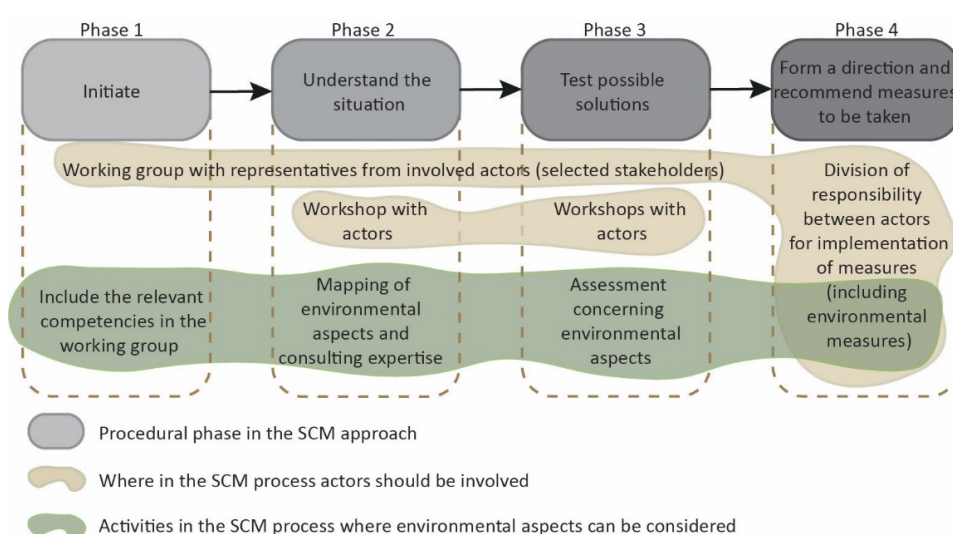 Phase 1
Phase 2
Phase 3
Phase 4
Initiate
Understand the
situation
Test possible
solutions
Form a direction and
recommend measures
to be taken
Working group with representatives from involved actors (selected stakeholders)
Workshop with
actors
Workshops with
actors
Division of
responsibility
between actors
for implementation
of measures
(including
environmental
measures)
Include the relevant
competencies in the
working group
Mapping of
environmental
aspects and
consulting expertise
Assessment
concerning
environmental
aspects
Procedural phase in the SCM approach
Where in the SCM process actors should be involved
Activities in the SCM process where environmental aspects can be considered